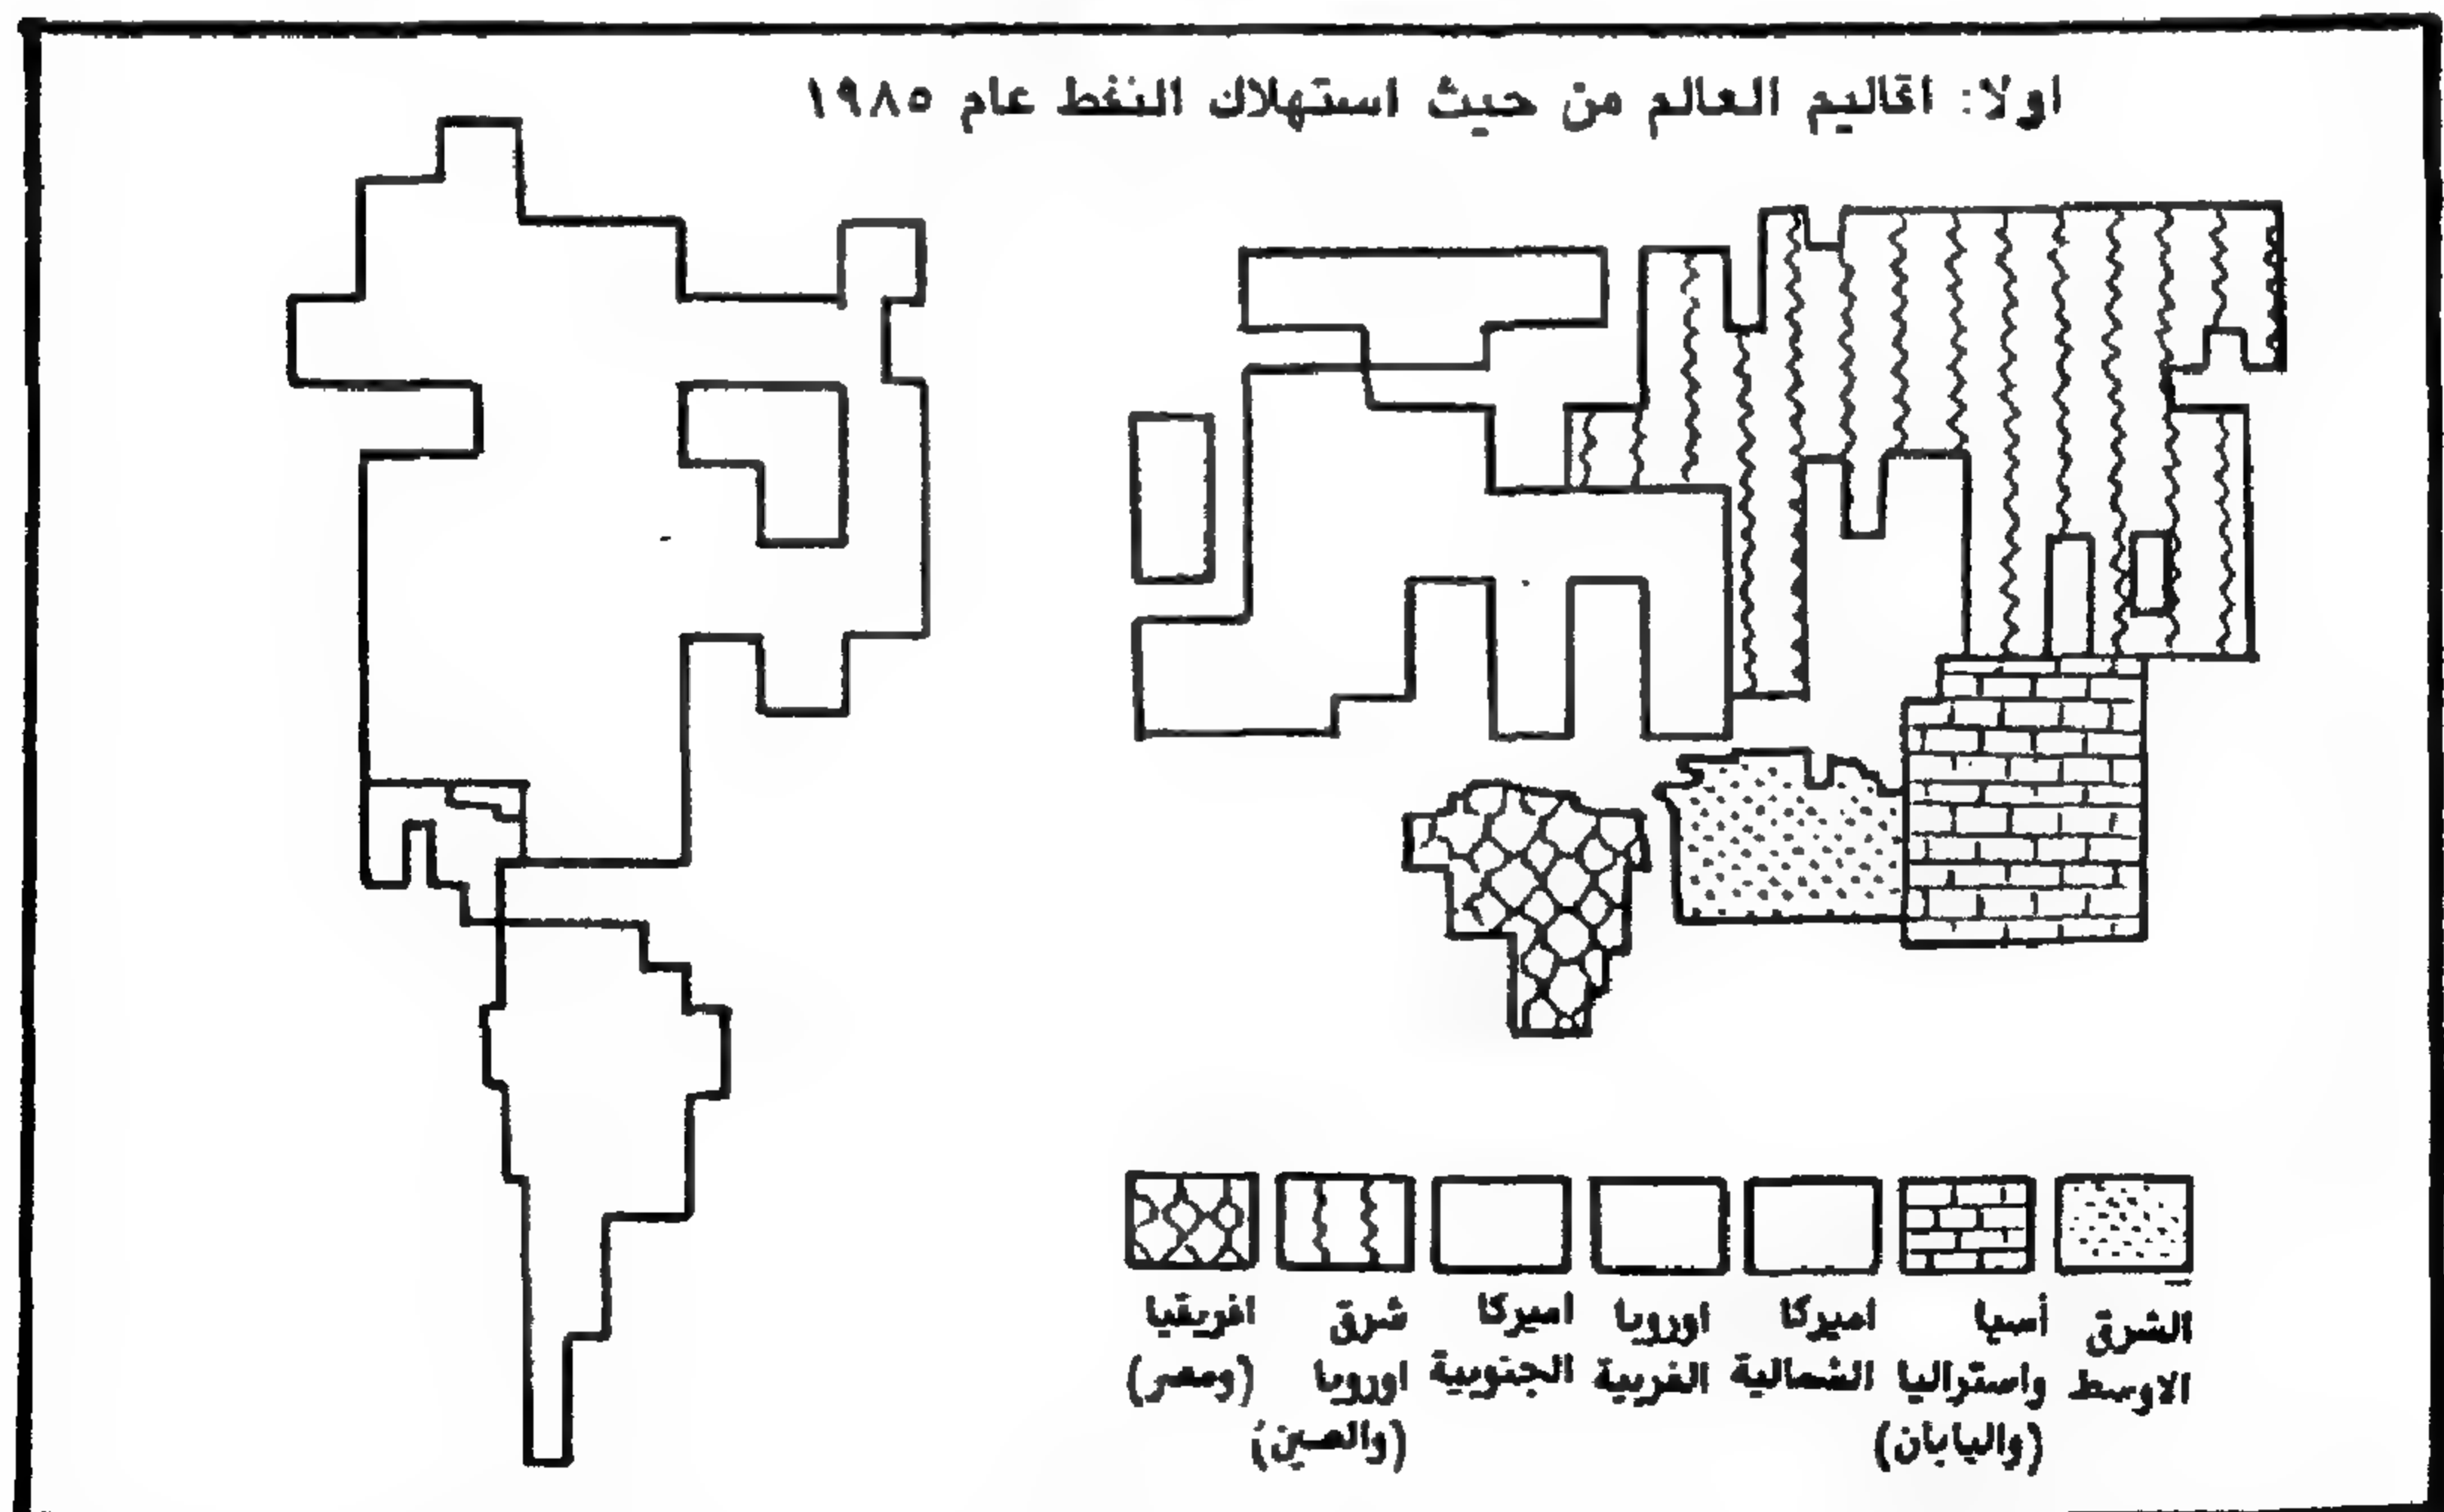 اولا: اقاليم العالم من حيث استهلاك النفط عام ١٩٨٥
الشرق الاوسط
أسيا واستراليا (واليابان)
اميركا الشمالية
اوروبا الغربية
اميركا الجنوبية
شرق اوروبا (والصين)
افريقيا (ومصر)